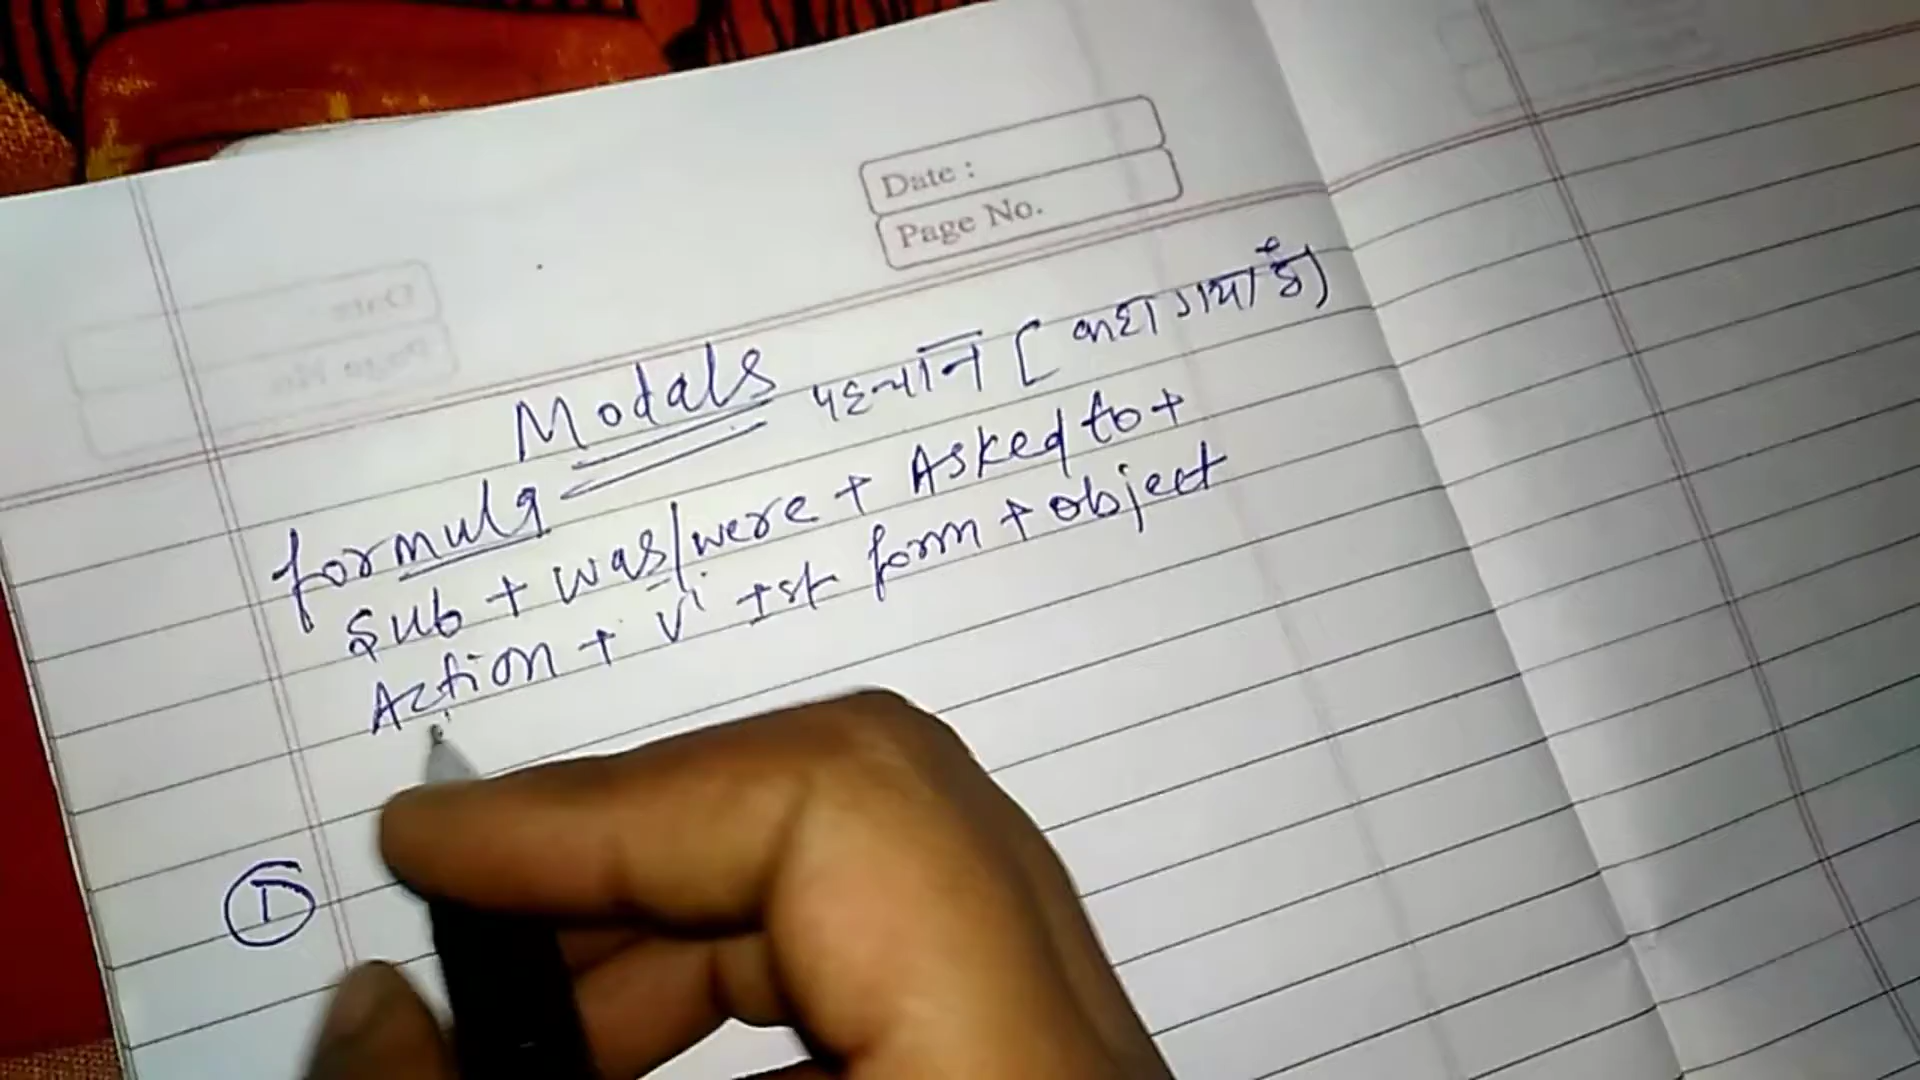 Date :
Page No.
Modals पहचान [ कहा गया है)
formula
Sub + was/were + Asked to +
Action + V¹ Ist form + object
①